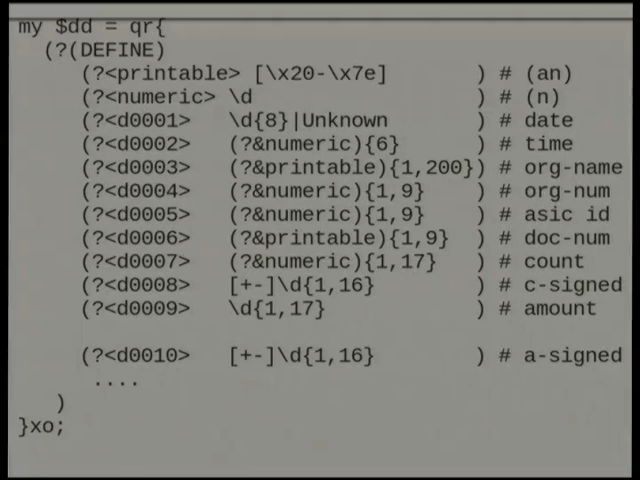 my $dd = qr{
(?(DEFINE)
(?<printable> [\x20-\x7e] ) # (an)
(?<numeric> \d ) # (n)
(?<d0001> \d{8}|Unknown ) # date
(?<d0002> (?&numeric){6} ) # time
(?<d0003> (?&printable){1,200}) # org-name
(?<d0004> (?&numeric){1,9} ) # org-num
(?<d0005> (?&numeric){1,9} ) # asic id
(?<d0006> (?&printable){1,9} ) # doc-num
(?<d0007> (?&numeric){1,17} ) # count
(?<d0008> [+-]\d{1,16} ) # c-signed
(?<d0009> \d{1,17} ) # amount
(?<d0010> [+-]\d{1,16} ) # a-signed
....
)
}xo;